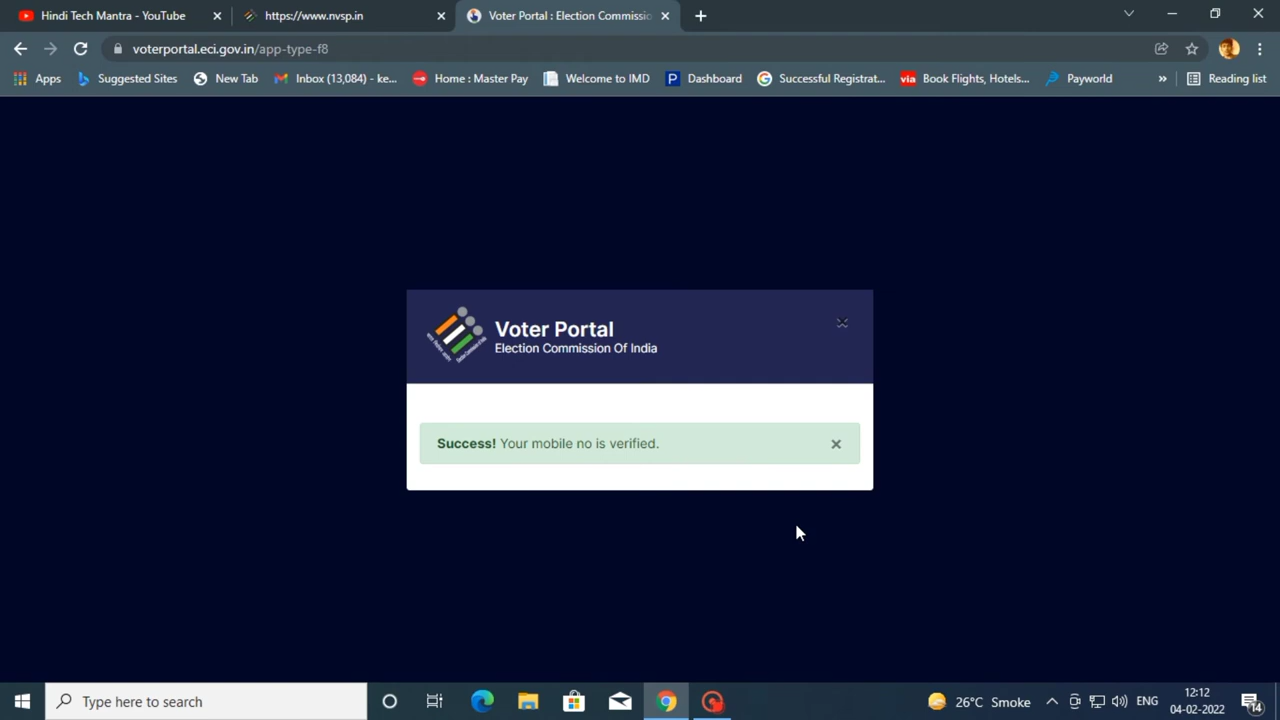 Hindi Tech Mantra - YouTube
https://www.nvsp.in
Voter Portal : Election Commissio
voterportal.eci.gov.in/app-type-f8
Apps
Suggested Sites
New Tab
Inbox (13,084) - ke...
Home : Master Pay
Welcome to IMD
Dashboard
Successful Registrat...
via Book Flights, Hotels...
Payworld
»
Reading list
Voter Portal
Election Commission Of India
Success! Your mobile no is verified.
Type here to search
26°C Smoke
ENG
12:12
04-02-2022
14